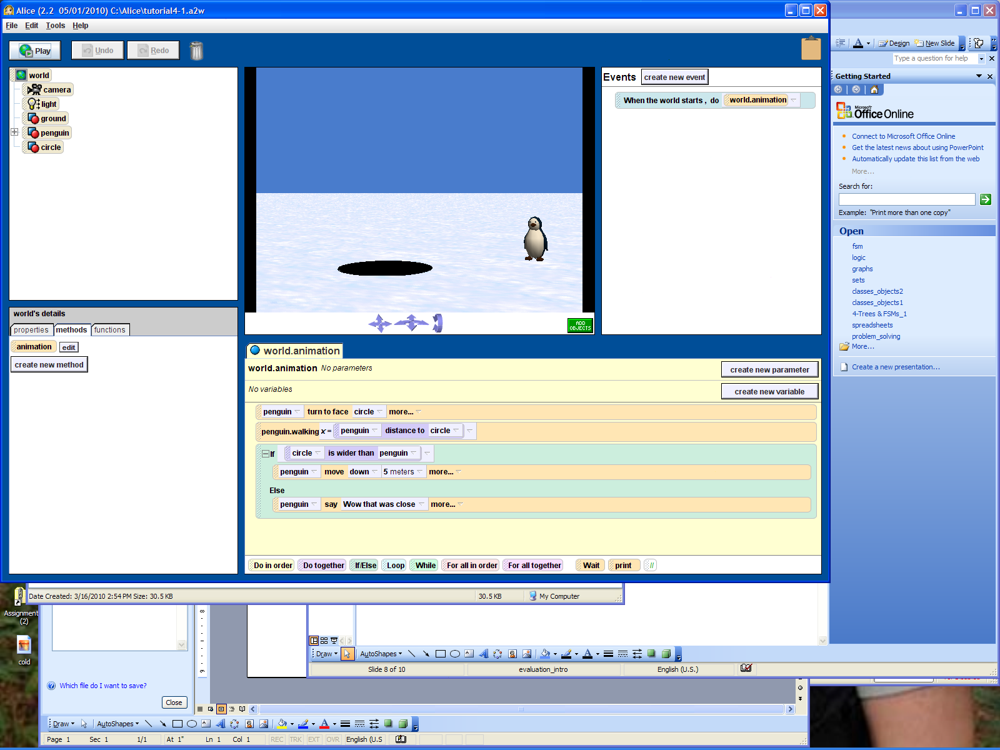 Alice (2.2  05/01/2010) C:\Alice\tutorial4-1.a2w
File Edit Tools Help
Play Undo Redo
world
camera
light
ground
penguin
circle
world's details
properties methods functions
animation edit
create new method
ADD OBJECTS
Events create new event
When the world starts , do world.animation
world.animation
world.animation No parameters
create new parameter
No variables
create new variable
penguin turn to face circle more...
penguin.walking x = penguin distance to circle
If circle is wider than penguin
penguin move down 5 meters more...
Else
penguin say Wow that was close more...
Do in order Do together If/Else Loop While For all in order For all together Wait print //
Design New Slide
Type a question for help
Getting Started
Microsoft
Office Online
Connect to Microsoft Office Online
Get the latest news about using PowerPoint
Automatically update this list from the web
More...
Search for:
Example: "Print more than one copy"
Open
fsm
logic
graphs
sets
classes_objects2
classes_objects1
4-Trees & FSMs_1
spreadsheets
problem_solving
More...
Create a new presentation...
Date Created: 3/16/2010 2:54 PM Size: 30.5 KB 30.5 KB My Computer
Assignment
(2)
cold
Draw AutoShapes
Slide 8 of 10 evaluation_intro English (U.S.)
Which file do I want to save?
Close
Draw AutoShapes
Page 1 Sec 1 1/1 At 1" Ln 1 Col 1 REC TRK EXT OVR English (U.S